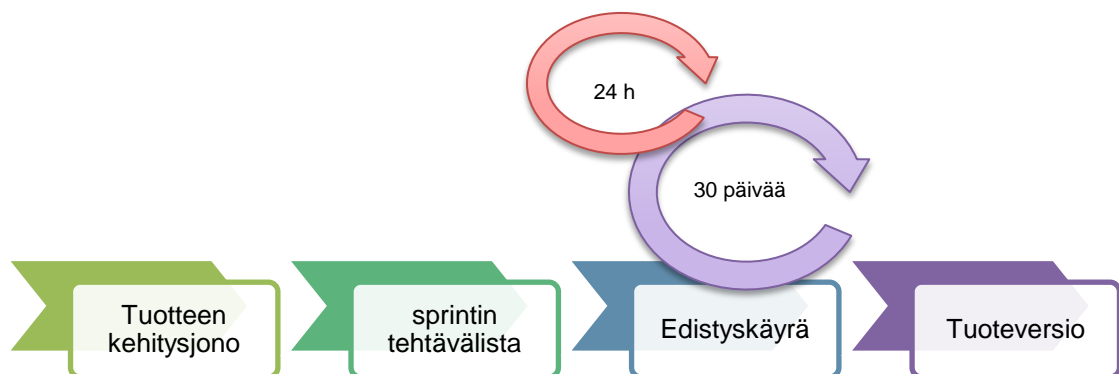 24 h
30 päivää
Tuotteen
kehitysjono
sprintin
tehtävälista
Edistyskäyrä
Tuoteversio